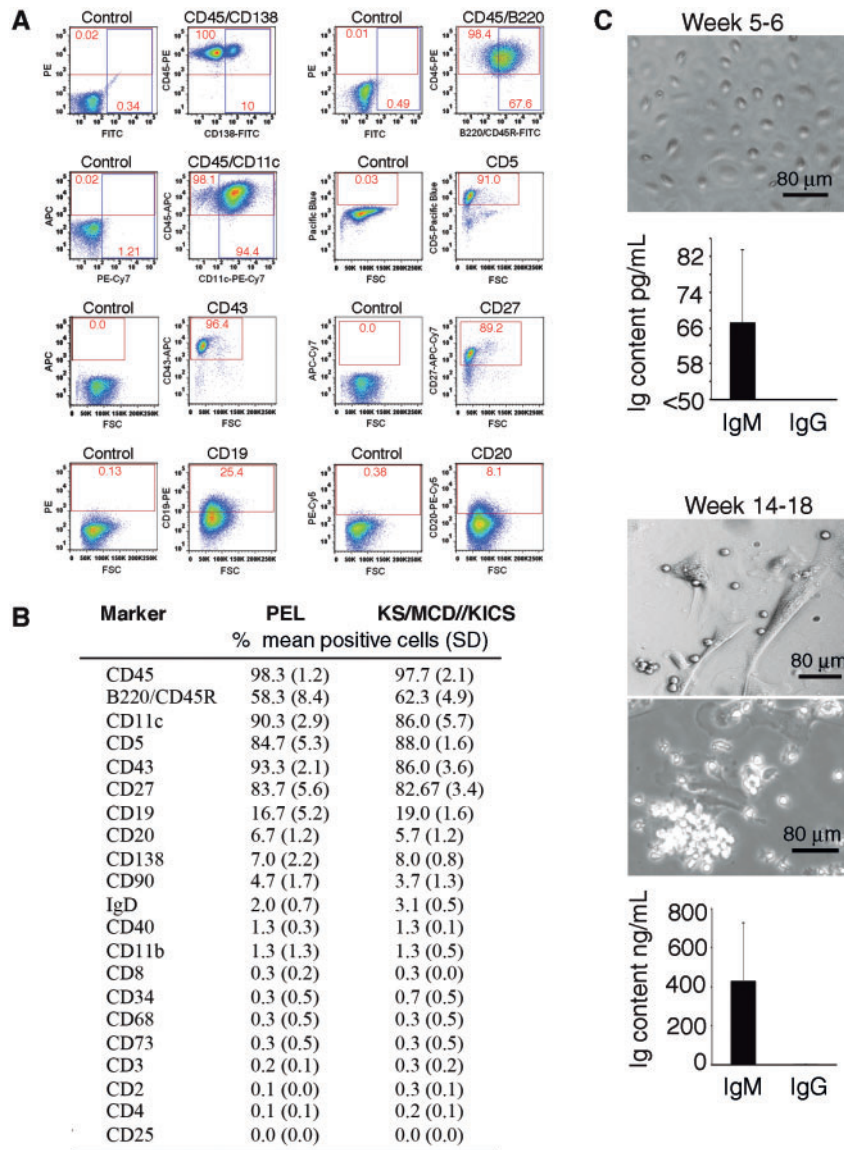 A
Control
CD45/CD138
Control
CD45/B220
0.02
100
0.01
98.4
PE
CD45-PE
PE
CD45-PE
0.34
10
0.49
67.6
FITC
CD138-FITC
FITC
B220/CD45R-FITC
Control
CD45/CD11c
Control
CD5
0.02
98.1
0.03
91.0
APC
CD45-APC
Pacific Blue
CD5-Pacific Blue
1.21
94.4
PE-Cy7
CD11c-PE-Cy7
FSC
FSC
Control
CD43
Control
CD27
0.0
96.4
0.0
89.2
APC
CD43-APC
APC-Cy7
CD27-APC-Cy7
FSC
FSC
FSC
FSC
Control
CD19
Control
CD20
0.13
25.4
0.38
8.1
PE
CD19-PE
PE-Cy5
CD20-PE-Cy5
FSC
FSC
FSC
FSC
B
Marker PEL KS/MCD//KICS
% mean positive cells (SD)
CD45 98.3 (1.2) 97.7 (2.1)
B220/CD45R 58.3 (8.4) 62.3 (4.9)
CD11c 90.3 (2.9) 86.0 (5.7)
CD5 84.7 (5.3) 88.0 (1.6)
CD43 93.3 (2.1) 86.0 (3.6)
CD27 83.7 (5.6) 82.67 (3.4)
CD19 16.7 (5.2) 19.0 (1.6)
CD20 6.7 (1.2) 5.7 (1.2)
CD138 7.0 (2.2) 8.0 (0.8)
CD90 4.7 (1.7) 3.7 (1.3)
IgD 2.0 (0.7) 3.1 (0.5)
CD40 1.3 (0.3) 1.3 (0.1)
CD11b 1.3 (1.3) 1.3 (0.5)
CD8 0.3 (0.2) 0.3 (0.0)
CD34 0.3 (0.5) 0.7 (0.5)
CD68 0.3 (0.5) 0.3 (0.5)
CD73 0.3 (0.5) 0.3 (0.5)
CD3 0.2 (0.1) 0.3 (0.2)
CD2 0.1 (0.0) 0.3 (0.1)
CD4 0.1 (0.1) 0.2 (0.1)
CD25 0.0 (0.0) 0.0 (0.0)
C
Week 5-6
80 µm
Ig content pg/mL
82
74
66
58
<50
IgM IgG
Week 14-18
80 µm
80 µm
Ig content ng/mL
800
600
400
200
0
IgM IgG